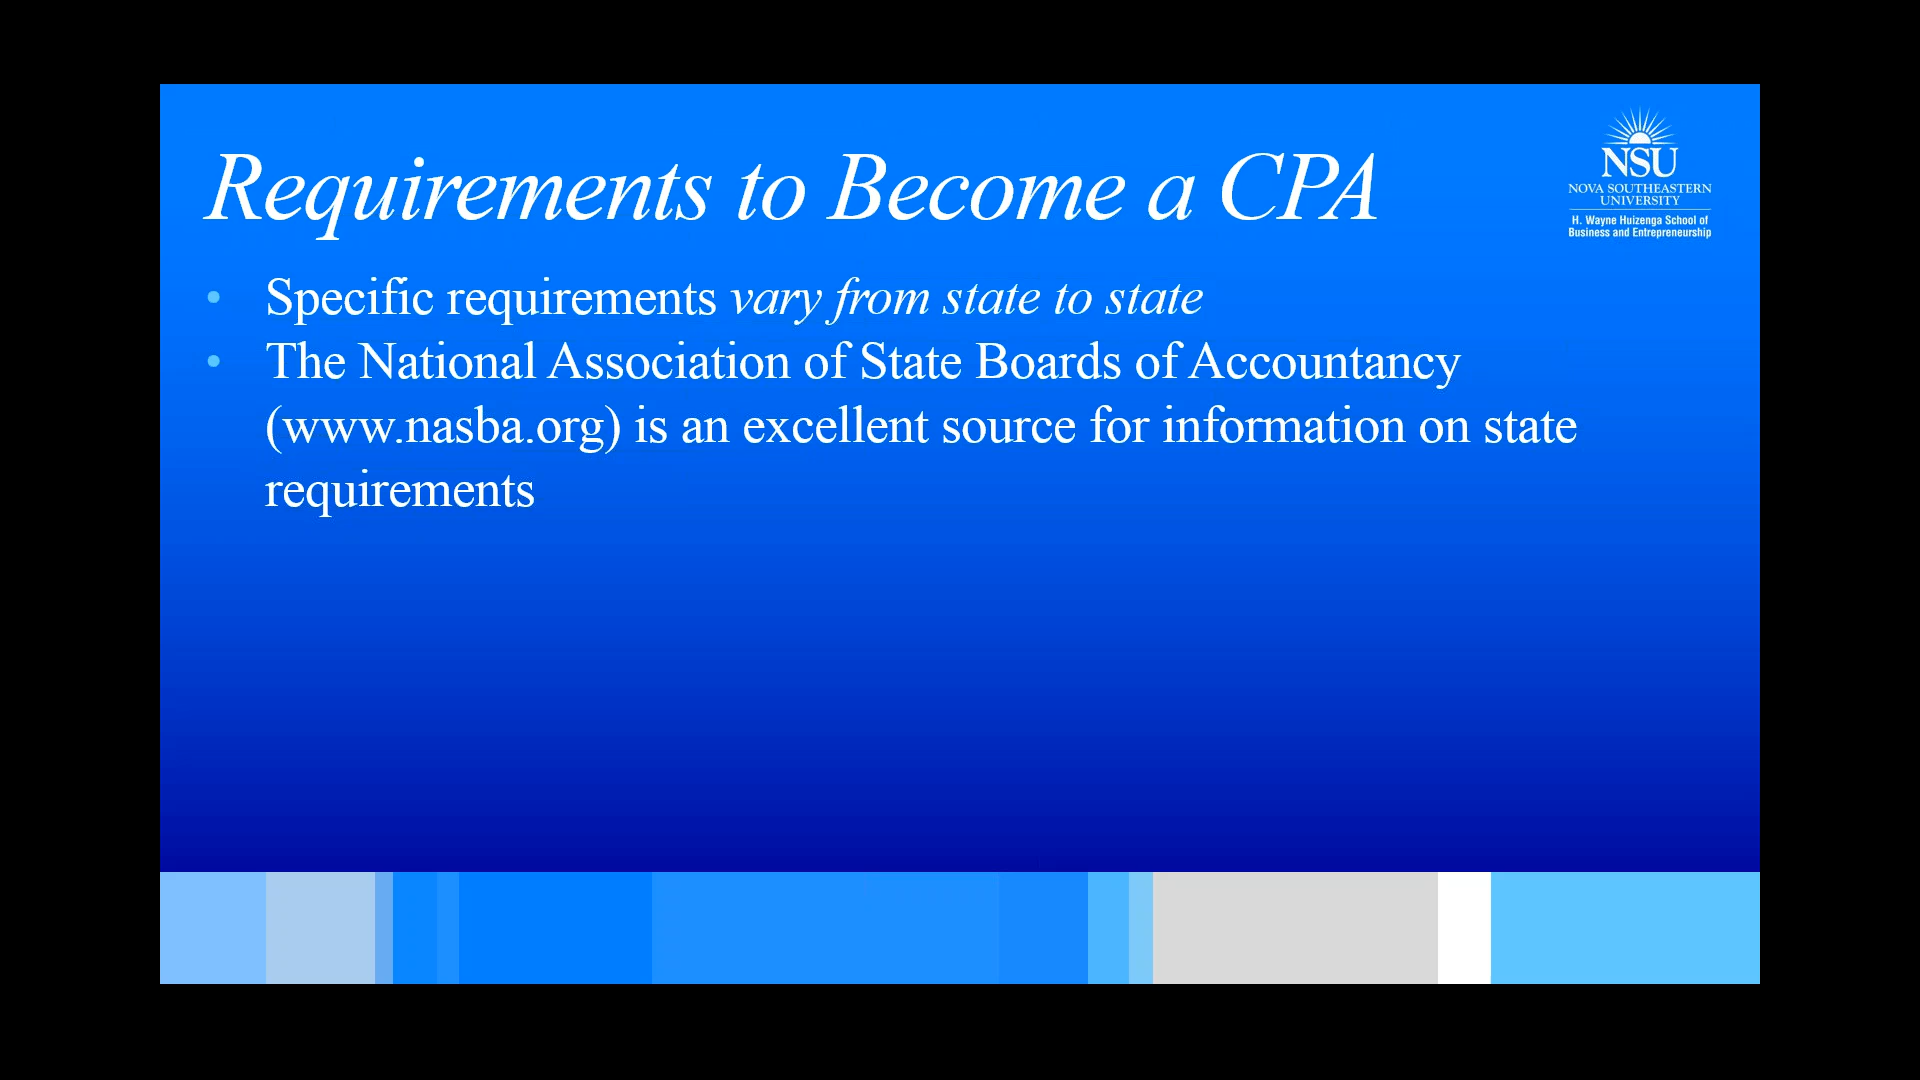 Requirements to Become a CPA
NSU
NOVA SOUTHEASTERN
UNIVERSITY
H. Wayne Huizenga School of
Business and Entrepreneurship
• Specific requirements vary from state to state
• The National Association of State Boards of Accountancy
(www.nasba.org) is an excellent source for information on state
requirements